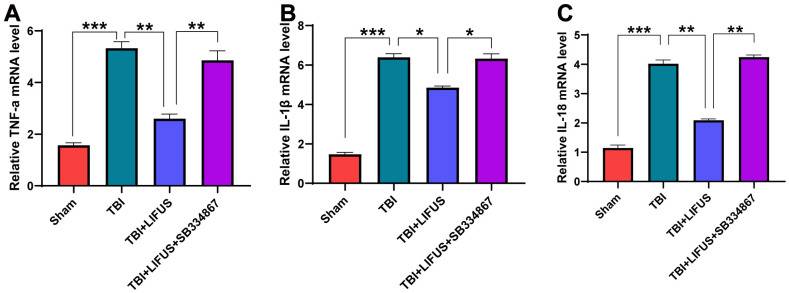 A
Relative TNF-a mRNA level
6
4
2
0
*** ** **
Sham
TBI
TBI+LIFUS
TBI+LIFUS+SB334867
B
Relative IL-1β mRNA level
8
6
4
2
0
*** * *
Sham
TBI
TBI+LIFUS
TBI+LIFUS+SB334867
C
Relative IL-18 mRNA level
5
4
3
2
1
0
*** ** **
Sham
TBI
TBI+LIFUS
TBI+LIFUS+SB334867